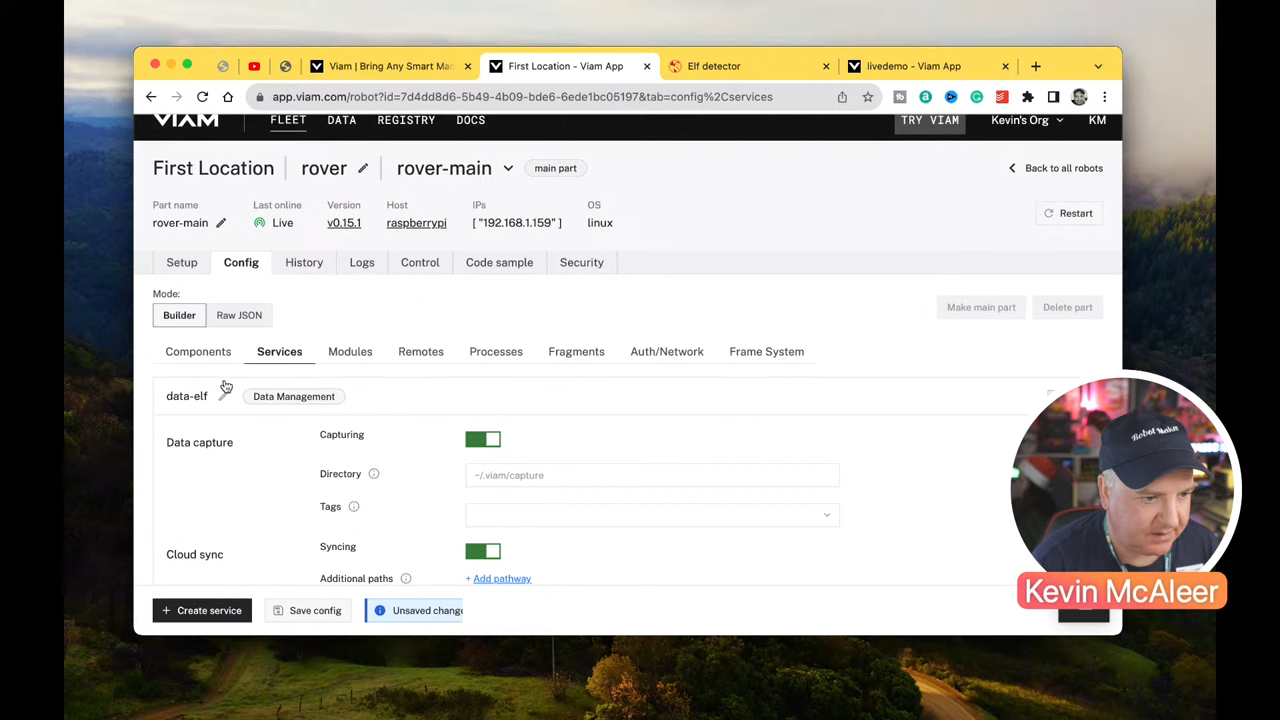 Viam | Bring Any Smart Mac
First Location - Viam App
Elf detector
livedemo - Viam App
app.viam.com/robot?id=7d4dd8d6-5b49-4b09-bde6-6ede1bc05197&tab=config%2Cservices
VIAM
FLEET
DATA
REGISTRY
DOCS
TRY VIAM
Kevin's Org
KM
First Location
rover
rover-main
main part
Back to all robots
Part name
Last online
Version
Host
IPs
OS
rover-main
Live
v0.15.1
raspberrypi
[ "192.168.1.159" ]
linux
Restart
Setup
Config
History
Logs
Control
Code sample
Security
Mode:
Builder
Raw JSON
Make main part
Delete part
Components
Services
Modules
Remotes
Processes
Fragments
Auth/Network
Frame System
data-elf
Data Management
Data capture
Capturing
Directory
~/.viam/capture
Tags
Cloud sync
Syncing
Additional paths
+ Add pathway
+ Create service
Save config
Unsaved change
Robot Maker
Kevin McAleer